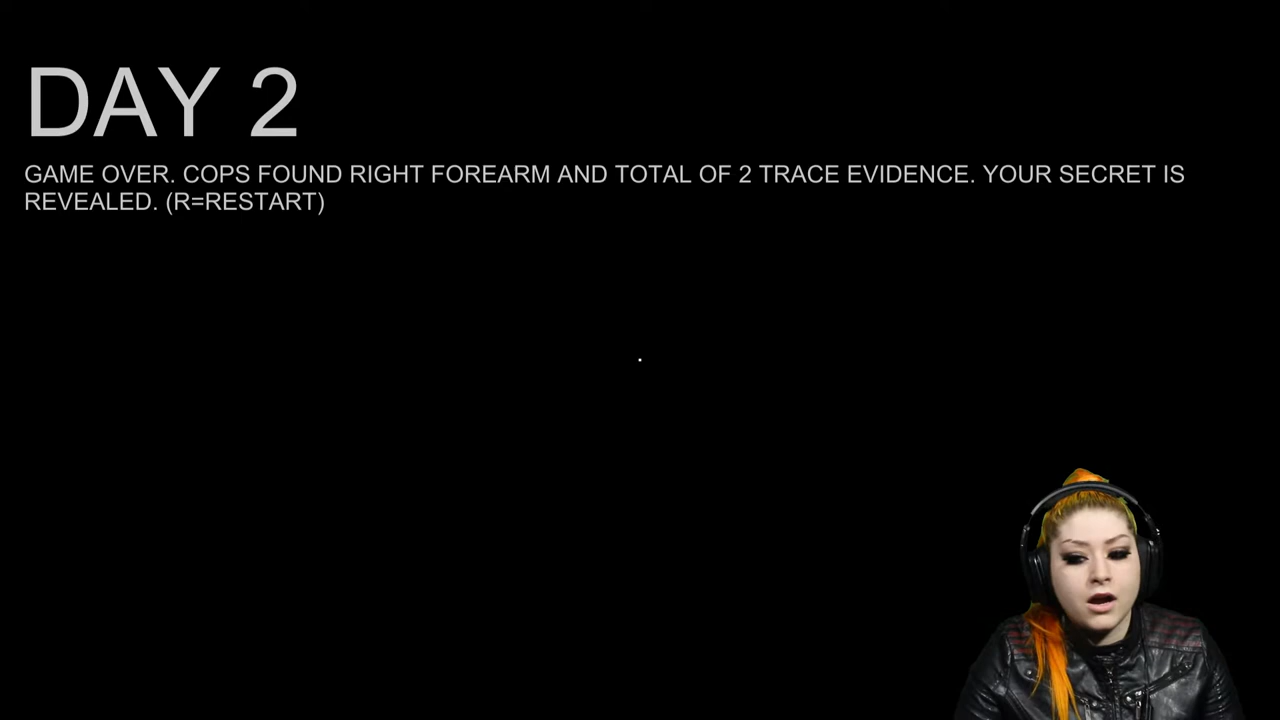 DAY 2
GAME OVER. COPS FOUND RIGHT FOREARM AND TOTAL OF 2 TRACE EVIDENCE. YOUR SECRET IS
REVEALED. (R=RESTART)